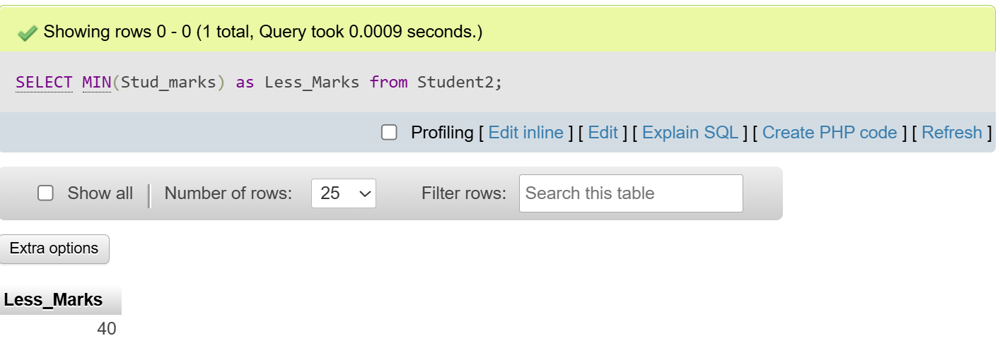 Showing rows 0 - 0 (1 total, Query took 0.0009 seconds.)
SELECT MIN(Stud_marks) as Less_Marks from Student2;
Profiling [ Edit inline ] [ Edit ] [ Explain SQL ] [ Create PHP code ] [ Refresh ]
Show all | Number of rows: 25 Filter rows: Search this table
Extra options
Less_Marks
40